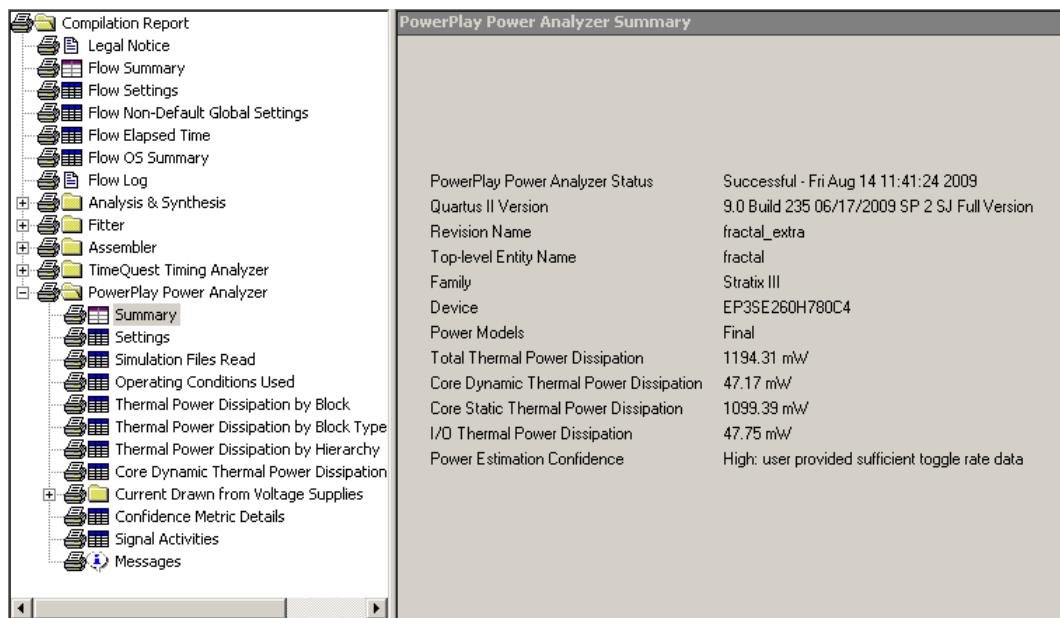 Compilation Report
Legal Notice
Flow Summary
Flow Settings
Flow Non-Default Global Settings
Flow Elapsed Time
Flow OS Summary
Flow Log
Analysis & Synthesis
Fitter
Assembler
TimeQuest Timing Analyzer
PowerPlay Power Analyzer
Summary
Settings
Simulation Files Read
Operating Conditions Used
Thermal Power Dissipation by Block
Thermal Power Dissipation by Block Type
Thermal Power Dissipation by Hierarchy
Core Dynamic Thermal Power Dissipation
Current Drawn from Voltage Supplies
Confidence Metric Details
Signal Activities
Messages
PowerPlay Power Analyzer Summary
PowerPlay Power Analyzer Status Successful - Fri Aug 14 11:41:24 2009
Quartus II Version 9.0 Build 235 06/17/2009 SP 2 SJ Full Version
Revision Name fractal_extra
Top-level Entity Name fractal
Family Stratix III
Device EP3SE260H780C4
Power Models Final
Total Thermal Power Dissipation 1194.31 mW
Core Dynamic Thermal Power Dissipation 47.17 mW
Core Static Thermal Power Dissipation 1099.39 mW
I/O Thermal Power Dissipation 47.75 mW
Power Estimation Confidence High: user provided sufficient toggle rate data